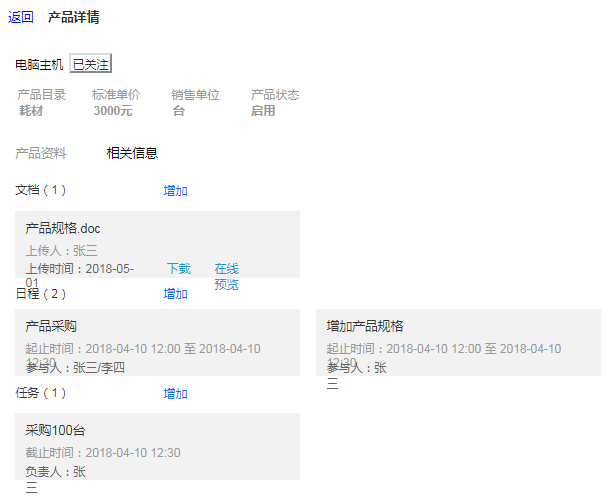 返回 产品详情
电脑主机 已关注
产品目录 标准单价 销售单位 产品状态
耗材 3000元 台 启用
产品资料 相关信息
文档 ( 1 ) 增加
产品规格.doc
上传人：张三
上传时间：2018-05-01 下载 在线预览
日程 ( 2 ) 增加
产品采购
起止时间：2018-04-10 12:00 至 2018-04-10 12:30
参与人：张三/李四
增加产品规格
起止时间：2018-04-10 12:00 至 2018-04-10 12:30
参与人：张三
任务 ( 1 ) 增加
采购100台
截止时间：2018-04-10 12:30
负责人：张三